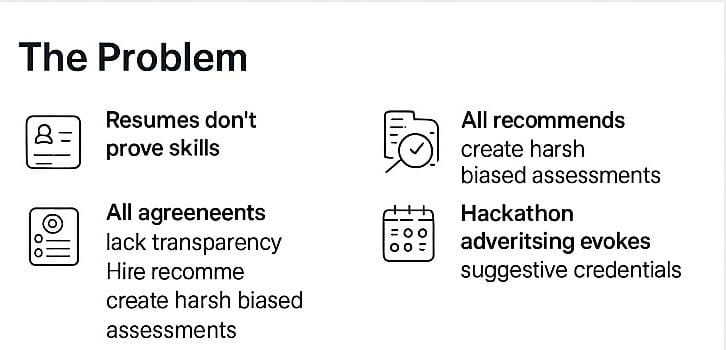 The Problem
Resumes don't
prove skills
All agreeneents
lack transparency
Hire recomme
create harsh biased
assessments
All recommends
create harsh
biased assessments
Hackathon
adveritsing evokes
suggestive credentials